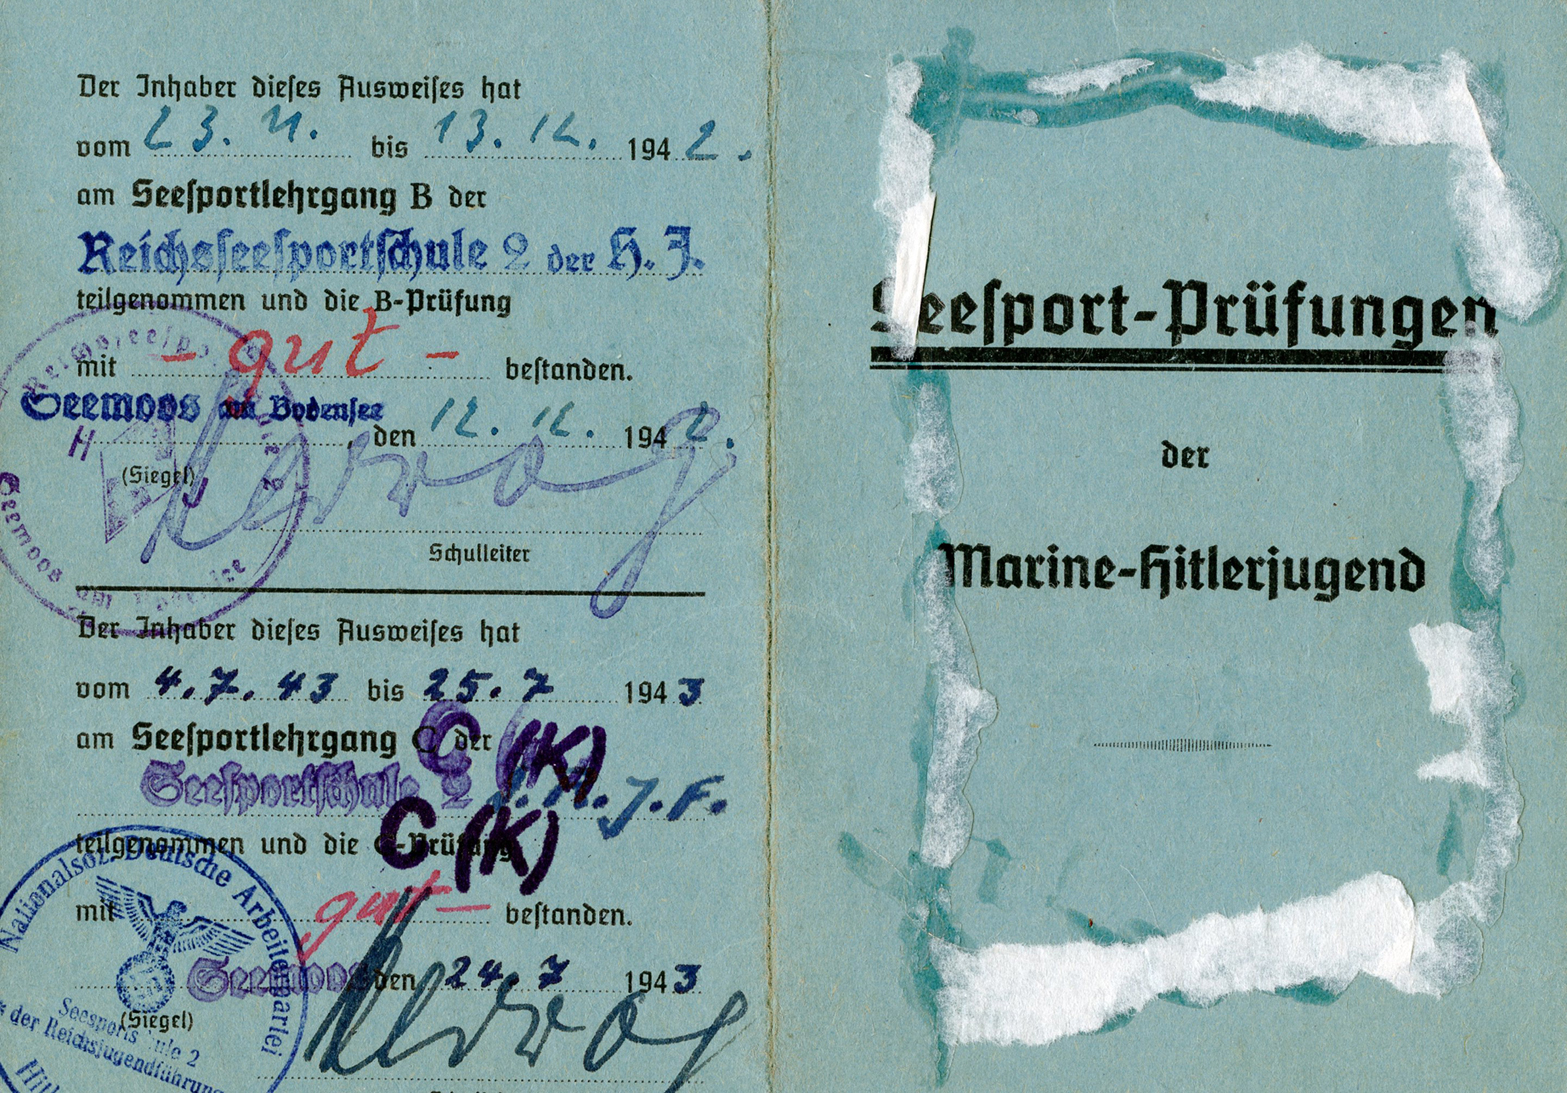 Der Inhaber dieses Ausweises hat
vom 23. 11. bis 13. 12. 1942.
am Seesportlehrgang B der
Reichsseesportschule 2 der H. J.
teilgenommen und die B-Prüfung
mit - gut - bestanden.
Seemoos am Bodensee, den 12. 12. 1942.
(Siegel)
Schulleiter
Der Inhaber dieses Ausweises hat
vom 4.7.43 bis 25.7 1943
am Seesportlehrgang C der
C (K)
Seesportschule 2 J.F.
teilgenommen und die C-Prüfung
C (K)
mit gut - bestanden.
Seemoos den 24.7 1943
(Siegel)
Nationalsoz. Deutsche Arbeiterpartei
Seesportschule 2
der Reichsjugendführung
Seesport-Prüfungen
der
Marine-Hitlerjugend